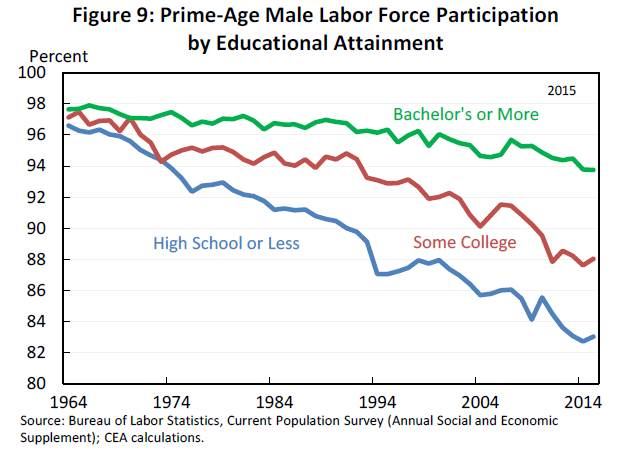 Figure 9: Prime-Age Male Labor Force Participation
by Educational Attainment
Percent
100
98
96
94
92
90
88
86
84
82
80
2015
Bachelor's or More
High School or Less
Some College
1964
1974
1984
1994
2004
2014
Source: Bureau of Labor Statistics, Current Population Survey (Annual Social and Economic
Supplement); CEA calculations.